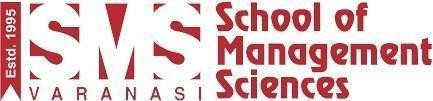 Estd. 1995
SMS
VARANASI
School of
Management
Sciences